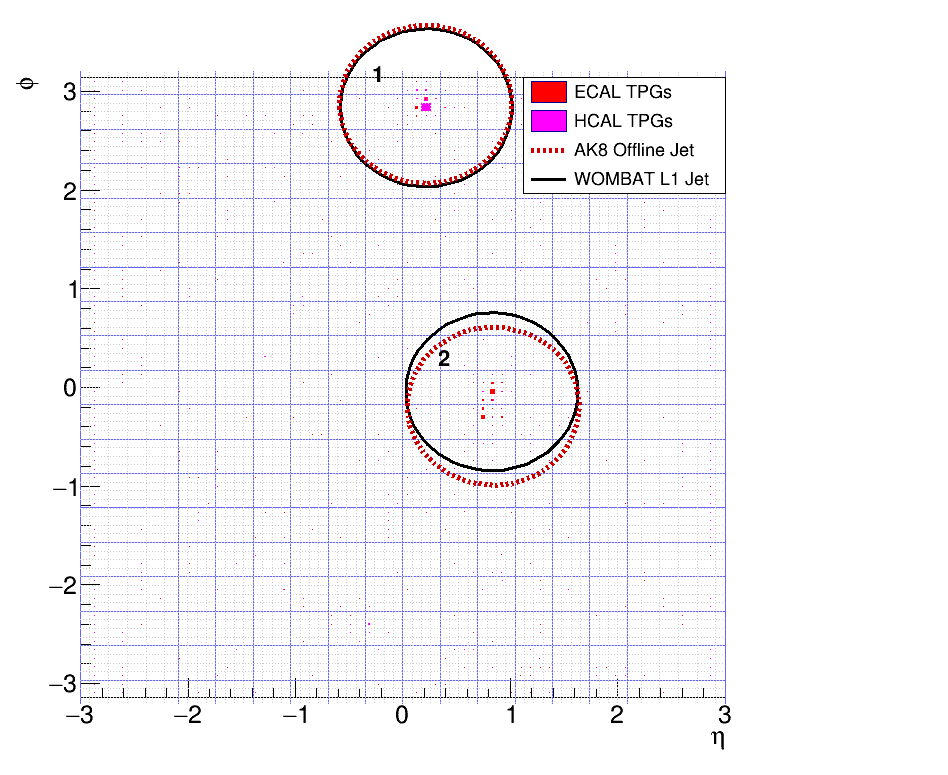 1
ϕ
3
ECAL TPGs
HCAL TPGs
AK8 Offline Jet
WOMBAT L1 Jet
2
1
2
0
−1
−2
−3
−3 −2 −1 0 1 2 3
η